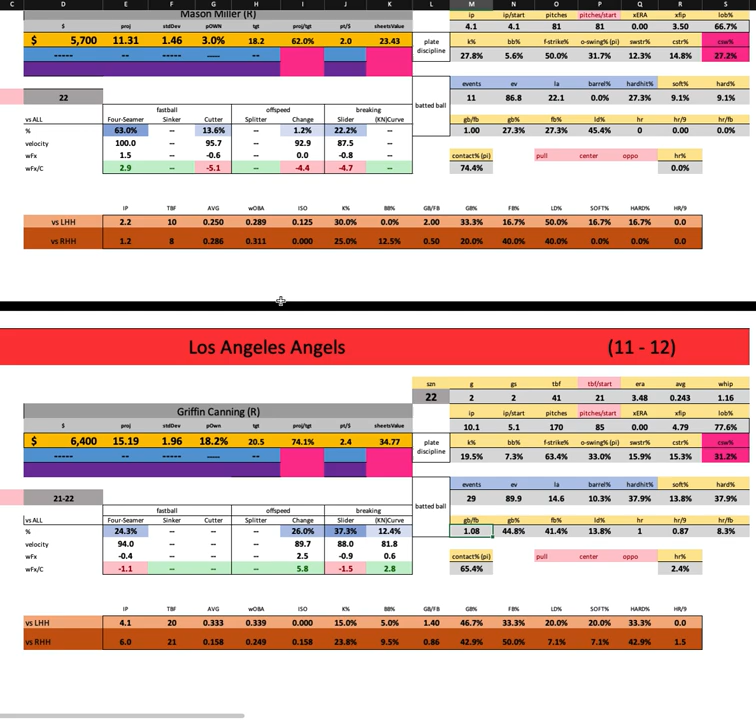 C D E F G H I J K L M N O P Q R S
Mason Miller (R) ip ip/start pitches pitches/start xERA xfip lob%
$ proj stdDev pOWN tgt proj/tgt pt/$ sheetsValue 4.1 4.1 81 81 0.00 3.50 66.7%
$ 5,700 11.31 1.46 3.0% 18.2 62.0% 2.0 23.43 plate discipline k% bb% f-strike% o-swing% (pi) swstr% cstr% csw%
----- -- -- ---- -- 27.8% 5.6% 50.0% 31.7% 12.3% 14.8% 27.2%
events ev la barrel% hardhit% soft% hard%
22 batted ball 11 86.8 22.1 0.0% 27.3% 9.1% 9.1%
fastball offspeed breaking
vs ALL Four-Seamer Sinker Cutter Splitter Change Slider (KN)Curve gb/fb gb% fb% ld% hr hr/9 hr/fb
% 63.0% -- 13.6% -- 1.2% 22.2% -- 1.00 27.3% 27.3% 45.4% 0 0.00 0.0%
velocity 100.0 -- 95.7 -- 92.9 87.5 --
wFx 1.5 -- -0.6 -- 0.0 -0.8 -- contact% (pi) pull center oppo hr%
wFx/C 2.9 -- -5.1 -- -4.4 -4.7 -- 74.4% 0.0%
IP TBF AVG wOBA ISO K% BB% GB/FB GB% FB% LD% SOFT% HARD% HR/9
vs LHH 2.2 10 0.250 0.289 0.125 30.0% 0.0% 2.00 33.3% 16.7% 50.0% 16.7% 16.7% 0.0
vs RHH 1.2 8 0.286 0.311 0.000 25.0% 12.5% 0.50 20.0% 40.0% 40.0% 0.0% 0.0% 0.0
Los Angeles Angels (11 - 12)
szn g gs tbf tbf/start era avg whip
22 2 2 41 21 3.48 0.243 1.16
Griffin Canning (R) ip ip/start pitches pitches/start xERA xfip lob%
$ proj stdDev pOwn tgt proj/tgt pt/$ sheetsValue 10.1 5.1 170 85 0.00 4.79 77.6%
$ 6,400 15.19 1.96 18.2% 20.5 74.1% 2.4 34.77 plate discipline k% bb% f-strike% o-swing% (pi) swstr% cstr% csw%
----- -- -- ---- -- 19.5% 7.3% 63.4% 33.0% 15.9% 15.3% 31.2%
events ev la barrel% hardhit% soft% hard%
21-22 batted ball 29 89.9 14.6 10.3% 37.9% 13.8% 37.9%
fastball offspeed breaking
vs ALL Four-Seamer Sinker Cutter Splitter Change Slider (KN)Curve gb/fb gb% fb% ld% hr hr/9 hr/fb
% 24.3% -- -- -- 26.0% 37.3% 12.4% 1.08 44.8% 41.4% 13.8% 1 0.87 8.3%
velocity 94.0 -- -- -- 89.7 88.0 81.8
wFx -0.4 -- -- -- 2.5 -0.9 0.6 contact% (pi) pull center oppo hr%
wFx/C -1.1 -- -- -- 5.8 -1.5 2.8 65.4% 2.4%
IP TBF AVG wOBA ISO K% BB% GB/FB GB% FB% LD% SOFT% HARD% HR/9
vs LHH 4.1 20 0.333 0.339 0.000 15.0% 5.0% 1.40 46.7% 33.3% 20.0% 20.0% 33.3% 0.0
vs RHH 6.0 21 0.158 0.249 0.158 23.8% 9.5% 0.86 42.9% 50.0% 7.1% 7.1% 42.9% 1.5